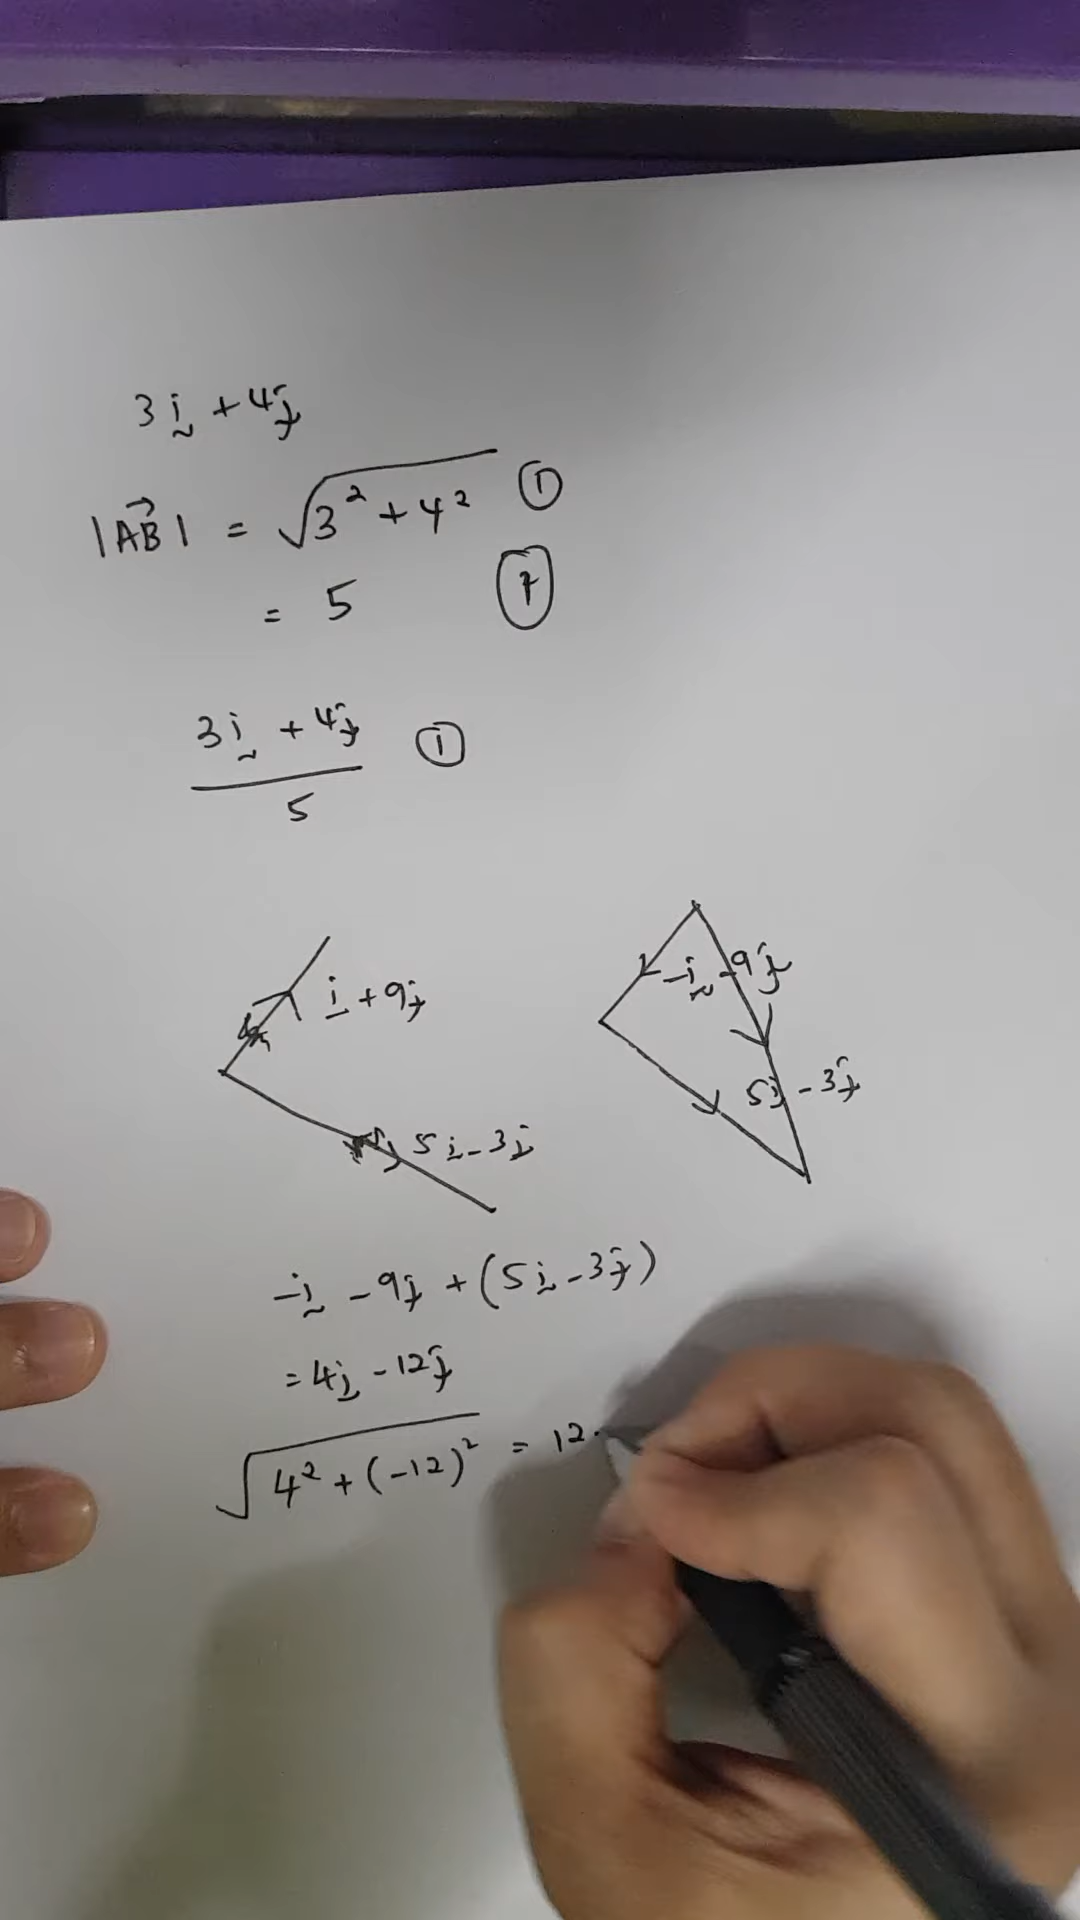 3i + 4j
|AB| = √3² + 4² ①
= 5
3i + 4j ①
5
i + 9j
-i - 9j
5i - 3j
5i - 3j
-i - 9j + (5i - 3j)
= 4i - 12j
√4² + (-12)² = 12.